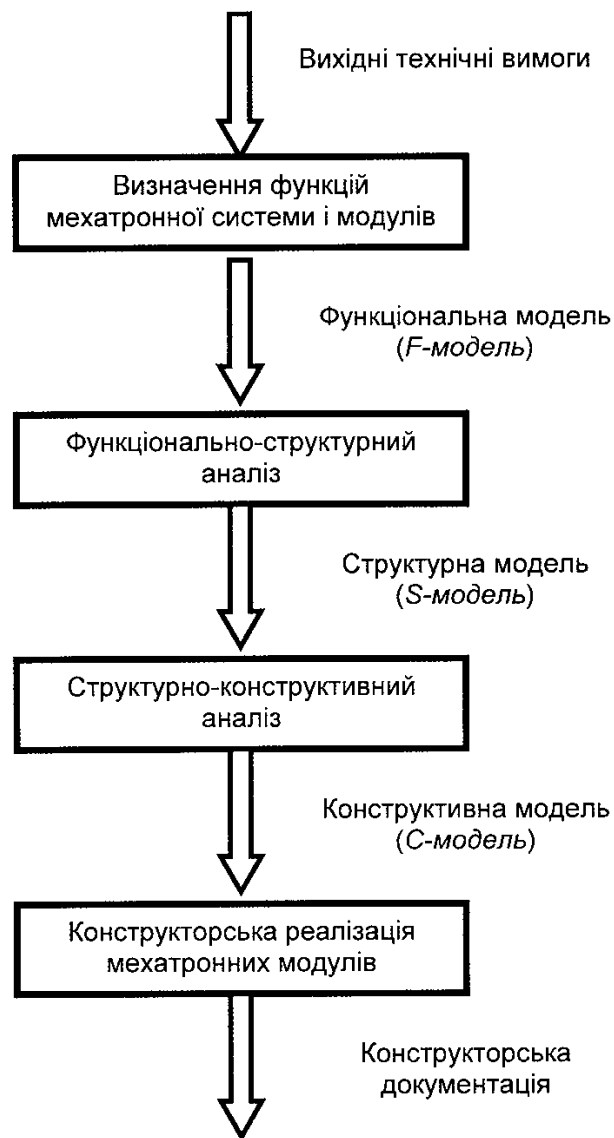 Вихідні технічні вимоги
Визначення функцій
мехатронної системи і модулів
Функціональна модель
(F-модель)
Функціонально-структурний
аналіз
Структурна модель
(S-модель)
Структурно-конструктивний
аналіз
Конструктивна модель
(C-модель)
Конструкторська реалізація
мехатронних модулів
Конструкторська
документація